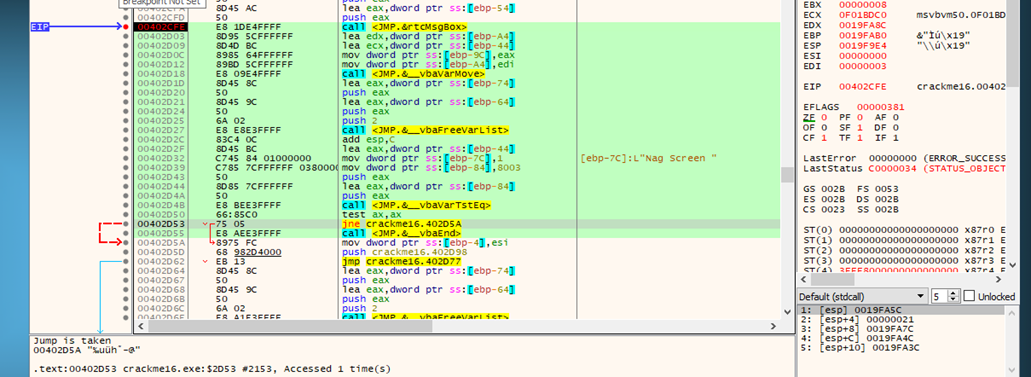 Breakpoint Not Set
00402CFA 8D45 AC lea eax,dword ptr ss:[ebp-54]
00402CFD 50 push eax
EIP 00402CFE E8 1DE4FFFF call <JMP.&rtcMsgBox>
00402D03 8D95 5CFFFFFF lea edx,dword ptr ss:[ebp-A4]
00402D09 8D4D BC lea ecx,dword ptr ss:[ebp-44]
00402D0C 8985 64FFFFFF mov dword ptr ss:[ebp-9C],eax
00402D12 89BD 5CFFFFFF mov dword ptr ss:[ebp-A4],edi
00402D18 E8 09E4FFFF call <JMP.&__vbaVarMove>
00402D1D 8D45 8C lea eax,dword ptr ss:[ebp-74]
00402D20 50 push eax
00402D21 8D45 9C lea eax,dword ptr ss:[ebp-64]
00402D24 50 push eax
00402D25 6A 02 push 2
00402D27 E8 E8E3FFFF call <JMP.&__vbaFreeVarList>
00402D2C 83C4 0C add esp,C
00402D2F 8D45 BC lea eax,dword ptr ss:[ebp-44]
00402D32 C745 84 01000000 mov dword ptr ss:[ebp-7C],1 [ebp-7C]:L"Nag Screen "
00402D39 C785 7CFFFFFF 0380000 mov dword ptr ss:[ebp-84],8003
00402D43 50 push eax
00402D44 8D85 7CFFFFFF lea eax,dword ptr ss:[ebp-84]
00402D4A 50 push eax
00402D4B E8 BEE3FFFF call <JMP.&__vbaVarTstEq>
00402D50 66:85C0 test ax,ax
00402D53 75 05 jne crackme16.402D5A
00402D55 E8 AEE3FFFF call <JMP.&__vbaEnd>
00402D5A 8975 FC mov dword ptr ss:[ebp-4],esi
00402D5D 68 982D4000 push crackme16.402D98
00402D62 EB 13 jmp crackme16.402D77
00402D64 8D45 8C lea eax,dword ptr ss:[ebp-74]
00402D67 50 push eax
00402D68 8D45 9C lea eax,dword ptr ss:[ebp-64]
00402D6B 50 push eax
00402D6C 6A 02 push 2
00402D6E E8 A1E3FFFF call <JMP.&__vbaFreeVarList>
Jump is taken
00402D5A "‰uüh˜-@"
.text:00402D53 crackme16.exe:$2D53 #2153, Accessed 1 time(s)
EBX 00000008
ECX 0F01BDC0 msvbvm50.0F01BD
EDX 0019FA8C
EBP 0019FAB0 &"Ìú\x19"
ESP 0019F9E4 "\\ú\x19"
ESI 00000000
EDI 00000003
EIP 00402CFE crackme16.00402
EFLAGS 00000381
ZF 0 PF 0 AF 0
OF 0 SF 1 DF 0
CF 1 TF 1 IF 1
LastError 00000000 (ERROR_SUCCESS
LastStatus C0000034 (STATUS_OBJECT
GS 002B FS 0053
ES 002B DS 002B
CS 0023 SS 002B
ST(0) 00000000000000000000 x87r0 E
ST(1) 00000000000000000000 x87r1 E
ST(2) 00000000000000000000 x87r2 E
ST(3) 00000000000000000000 x87r3 E
Default (stdcall) 5 Unlocked
1: [esp] 0019FA5C
2: [esp+4] 00000021
3: [esp+8] 0019FA7C
4: [esp+C] 0019FA4C
5: [esp+10] 0019FA3C